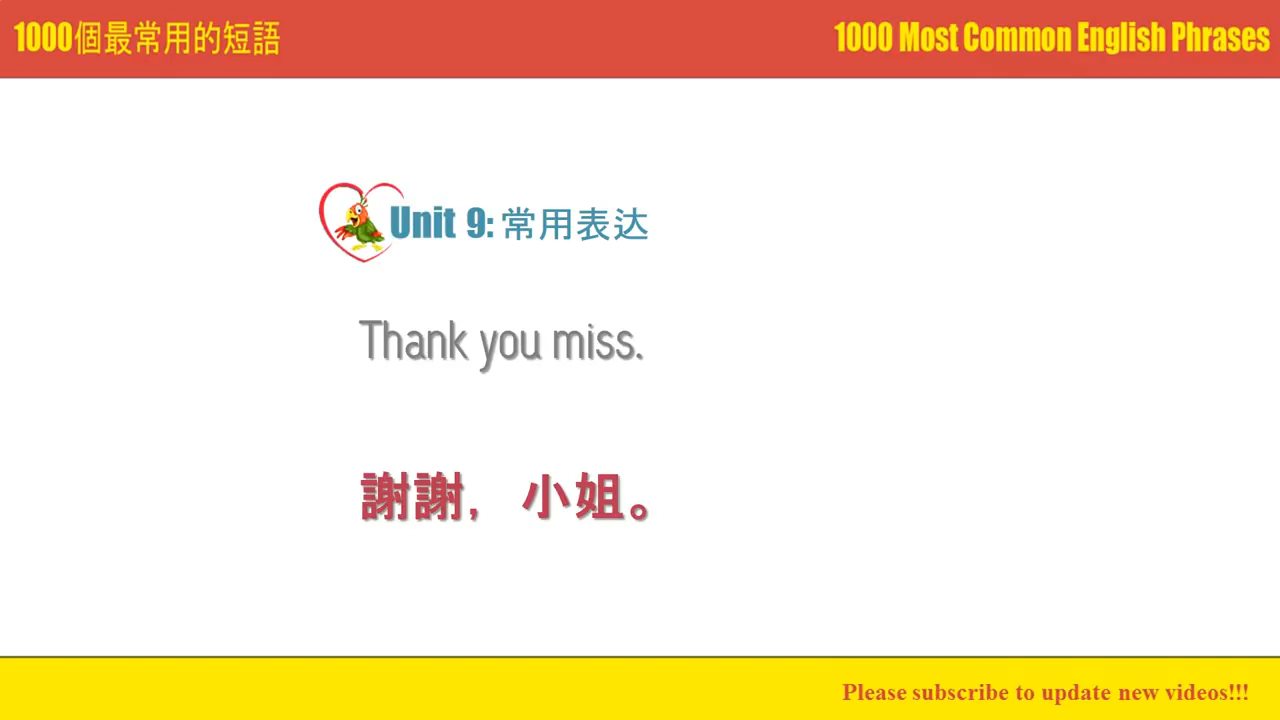 1000個最常用的短語
1000 Most Common English Phrases
Unit 9: 常用表达
Thank you miss.
謝謝，小姐。
Please subscribe to update new videos!!!